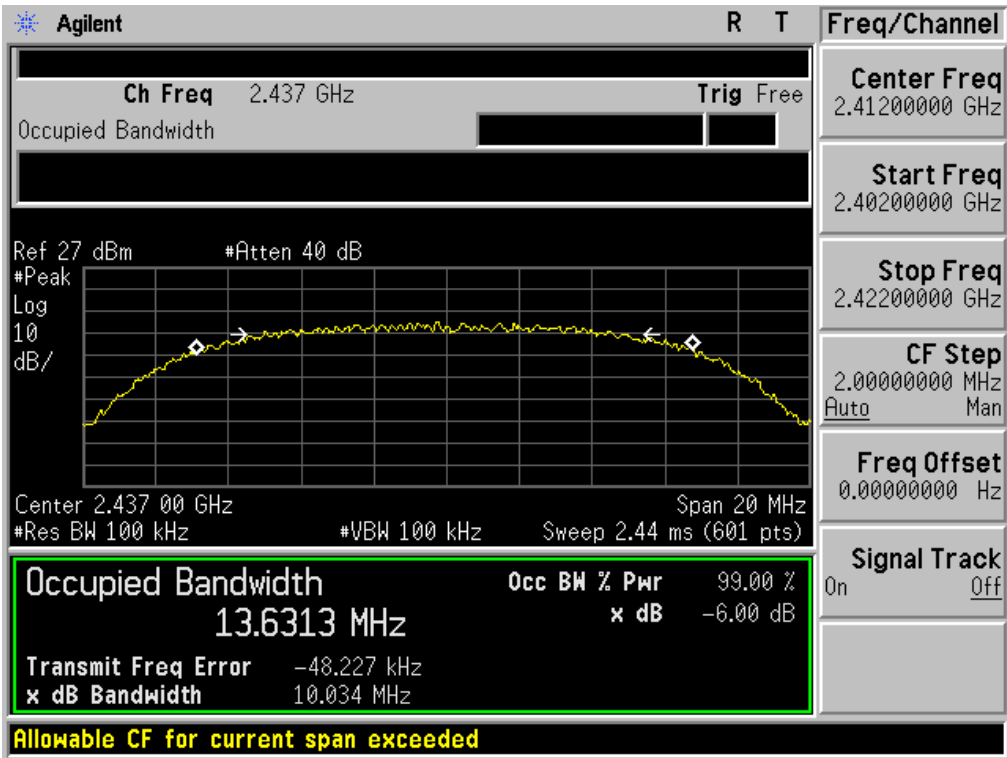 Agilent R T
Freq/Channel
Ch Freq 2.437 GHz Trig Free
Occupied Bandwidth
Ref 27 dBm #Atten 40 dB
#Peak
Log
10
dB/
Center 2.437 00 GHz Span 20 MHz
#Res BW 100 kHz #VBW 100 kHz Sweep 2.44 ms (601 pts)
Occupied Bandwidth Occ BW % Pwr 99.00 %
13.6313 MHz x dB -6.00 dB
Transmit Freq Error -48.227 kHz
x dB Bandwidth 10.034 MHz
Allowable CF for current span exceeded
Center Freq
2.41200000 GHz
Start Freq
2.40200000 GHz
Stop Freq
2.42200000 GHz
CF Step
2.00000000 MHz
Auto Man
Freq Offset
0.00000000 Hz
Signal Track
On Off